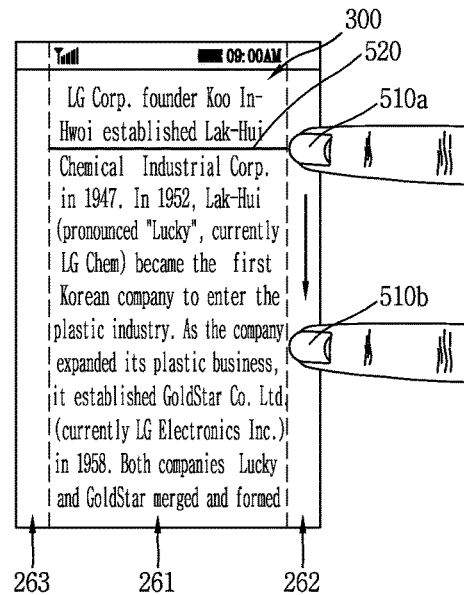 300
520
510a
510b
09:00AM
LG Corp. founder Koo In-
Hwoi established Lak-Hui
Chemical Industrial Corp.
in 1947. In 1952, Lak-Hui
(pronounced "Lucky", currently
LG Chem) became the first
Korean company to enter the
plastic industry. As the company
expanded its plastic business,
it established GoldStar Co. Ltd.
(currently LG Electronics Inc.)
in 1958. Both companies Lucky
and GoldStar merged and formed
263
261
262